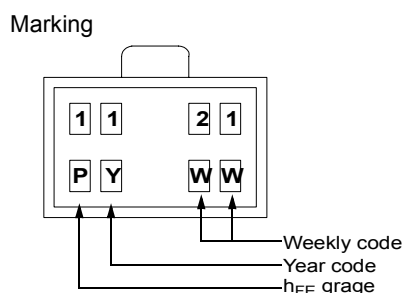 Marking
1 1 2 1
P Y W W
Weekly code
Year code
hFE grage